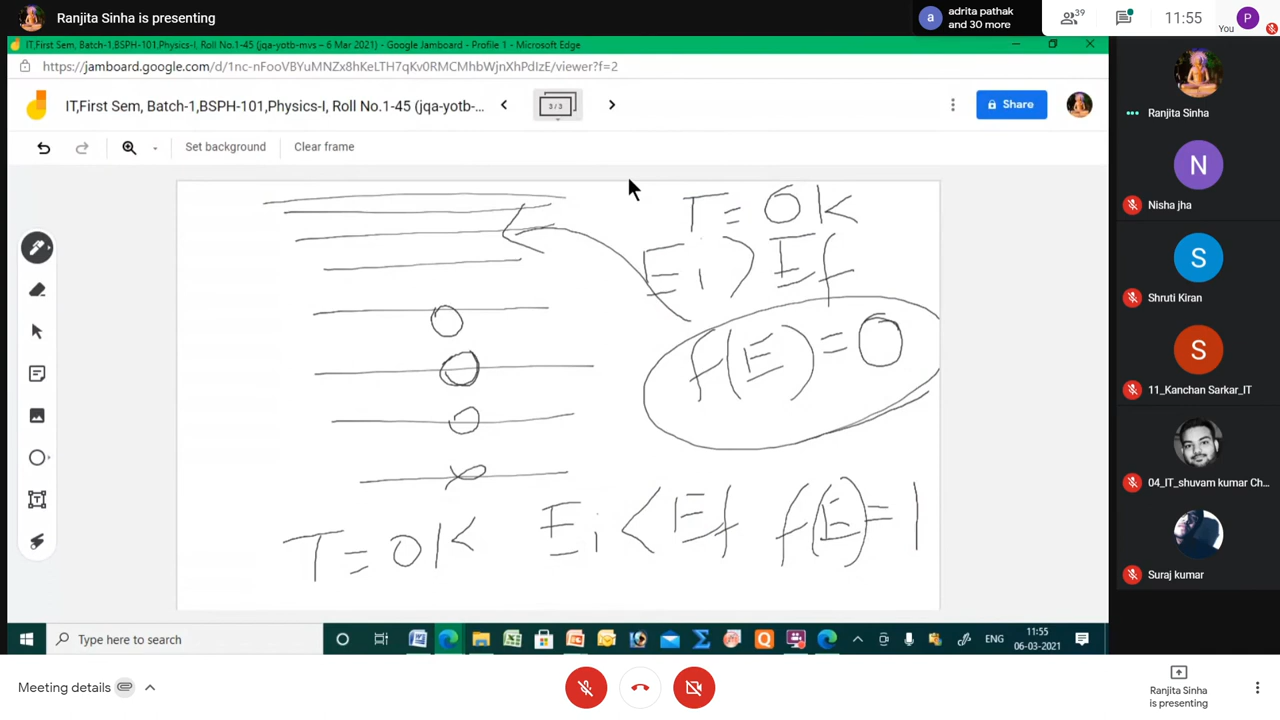 Ranjita Sinha is presenting
a
adrita pathak
and 30 more
39
11:55
P
You
IT,First Sem, Batch-1,BSPH-101,Physics-I, Roll No.1-45 (jqa-yotb-mvs – 6 Mar 2021) - Google Jamboard - Profile 1 - Microsoft Edge
https://jamboard.google.com/d/1nc-nFooVBYuMNZx8hKeLTH7qKv0RMCMhbWjnXhPdIzE/viewer?f=2
IT,First Sem, Batch-1,BSPH-101,Physics-I, Roll No.1-45 (jqa-yotb-...
3 / 3
Share
Set background
Clear frame
T = 0 K
Ei > Ef
f(E) = 0
T = 0 K
Ei < Ef f(E) = 1
Ranjita Sinha
N
Nisha jha
S
Shruti Kiran
S
11_Kanchan Sarkar_IT
04_IT_shuvam kumar Ch...
Suraj kumar
Type here to search
ENG
11:55
06-03-2021
Meeting details
Ranjita Sinha
is presenting